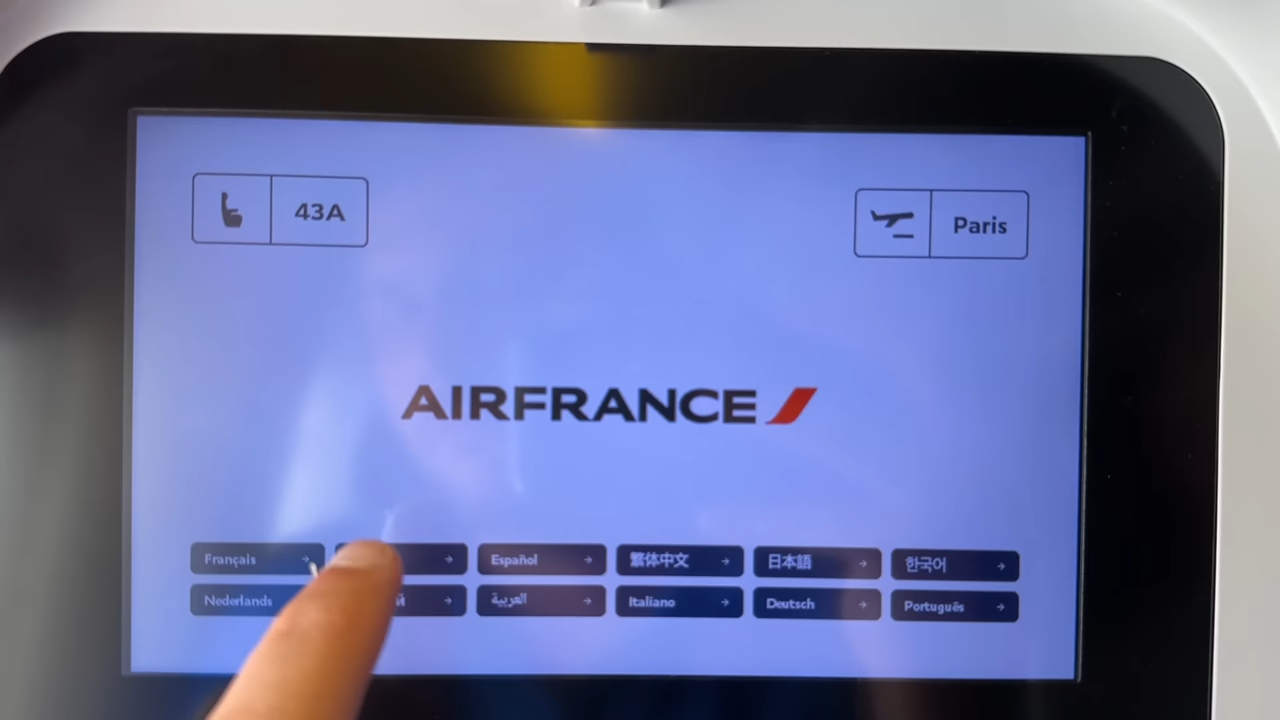 43A
Paris
AIRFRANCE
Français
Español
繁体中文
日本語
한국어
Nederlands
العربية
Italiano
Deutsch
Português